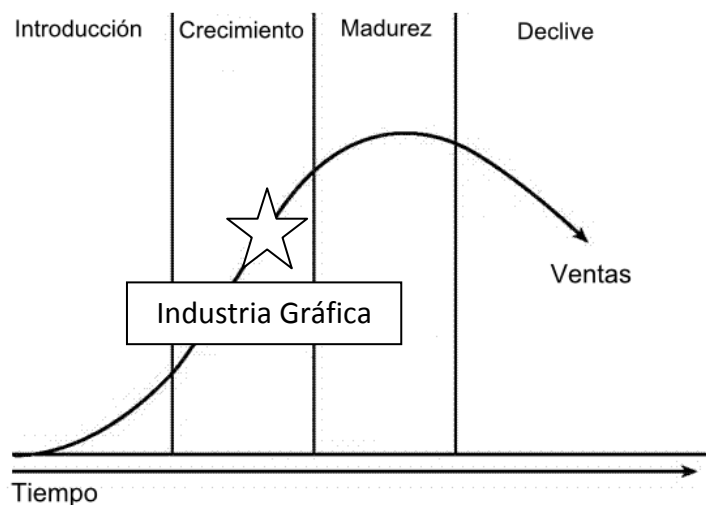 Introducción
Crecimiento
Madurez
Declive
Industria Gráfica
Ventas
Tiempo